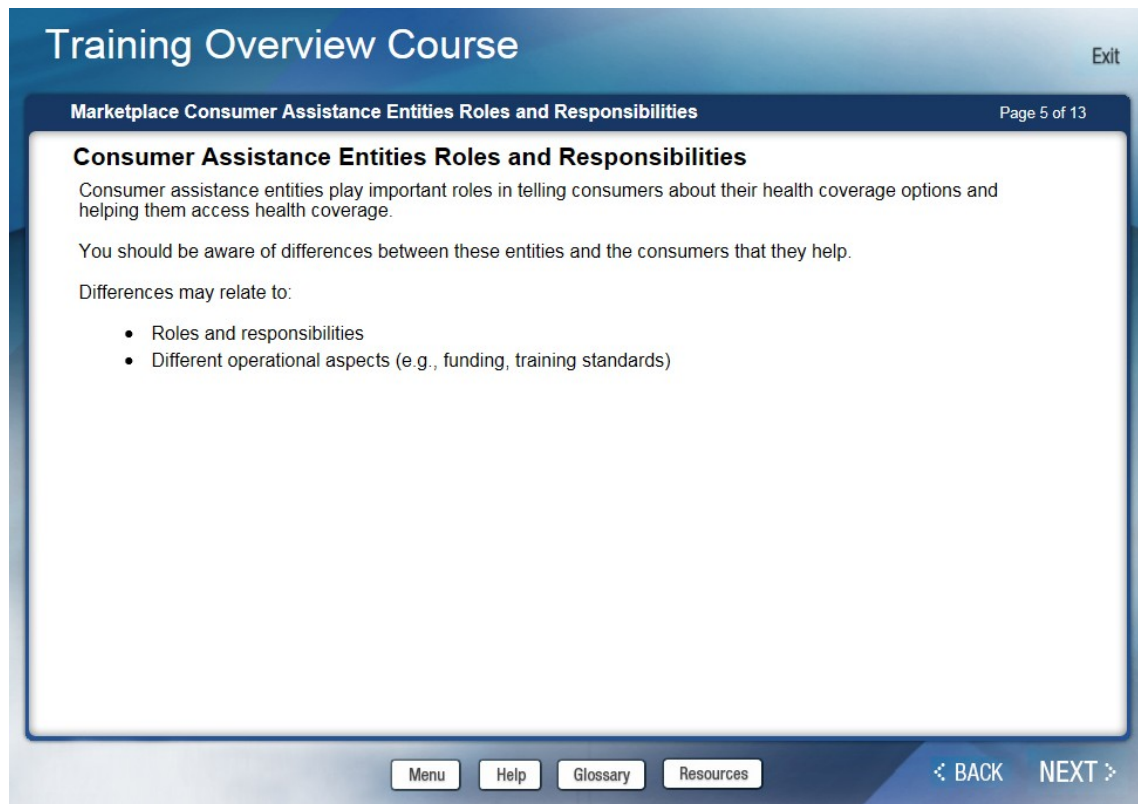 Training Overview Course
Exit
Marketplace Consumer Assistance Entities Roles and Responsibilities
Page 5 of 13
Consumer Assistance Entities Roles and Responsibilities
Consumer assistance entities play important roles in telling consumers about their health coverage options and
helping them access health coverage.
You should be aware of differences between these entities and the consumers that they help.
Differences may relate to:
• Roles and responsibilities
• Different operational aspects (e.g., funding, training standards)
Menu
Help
Glossary
Resources
< BACK
NEXT >